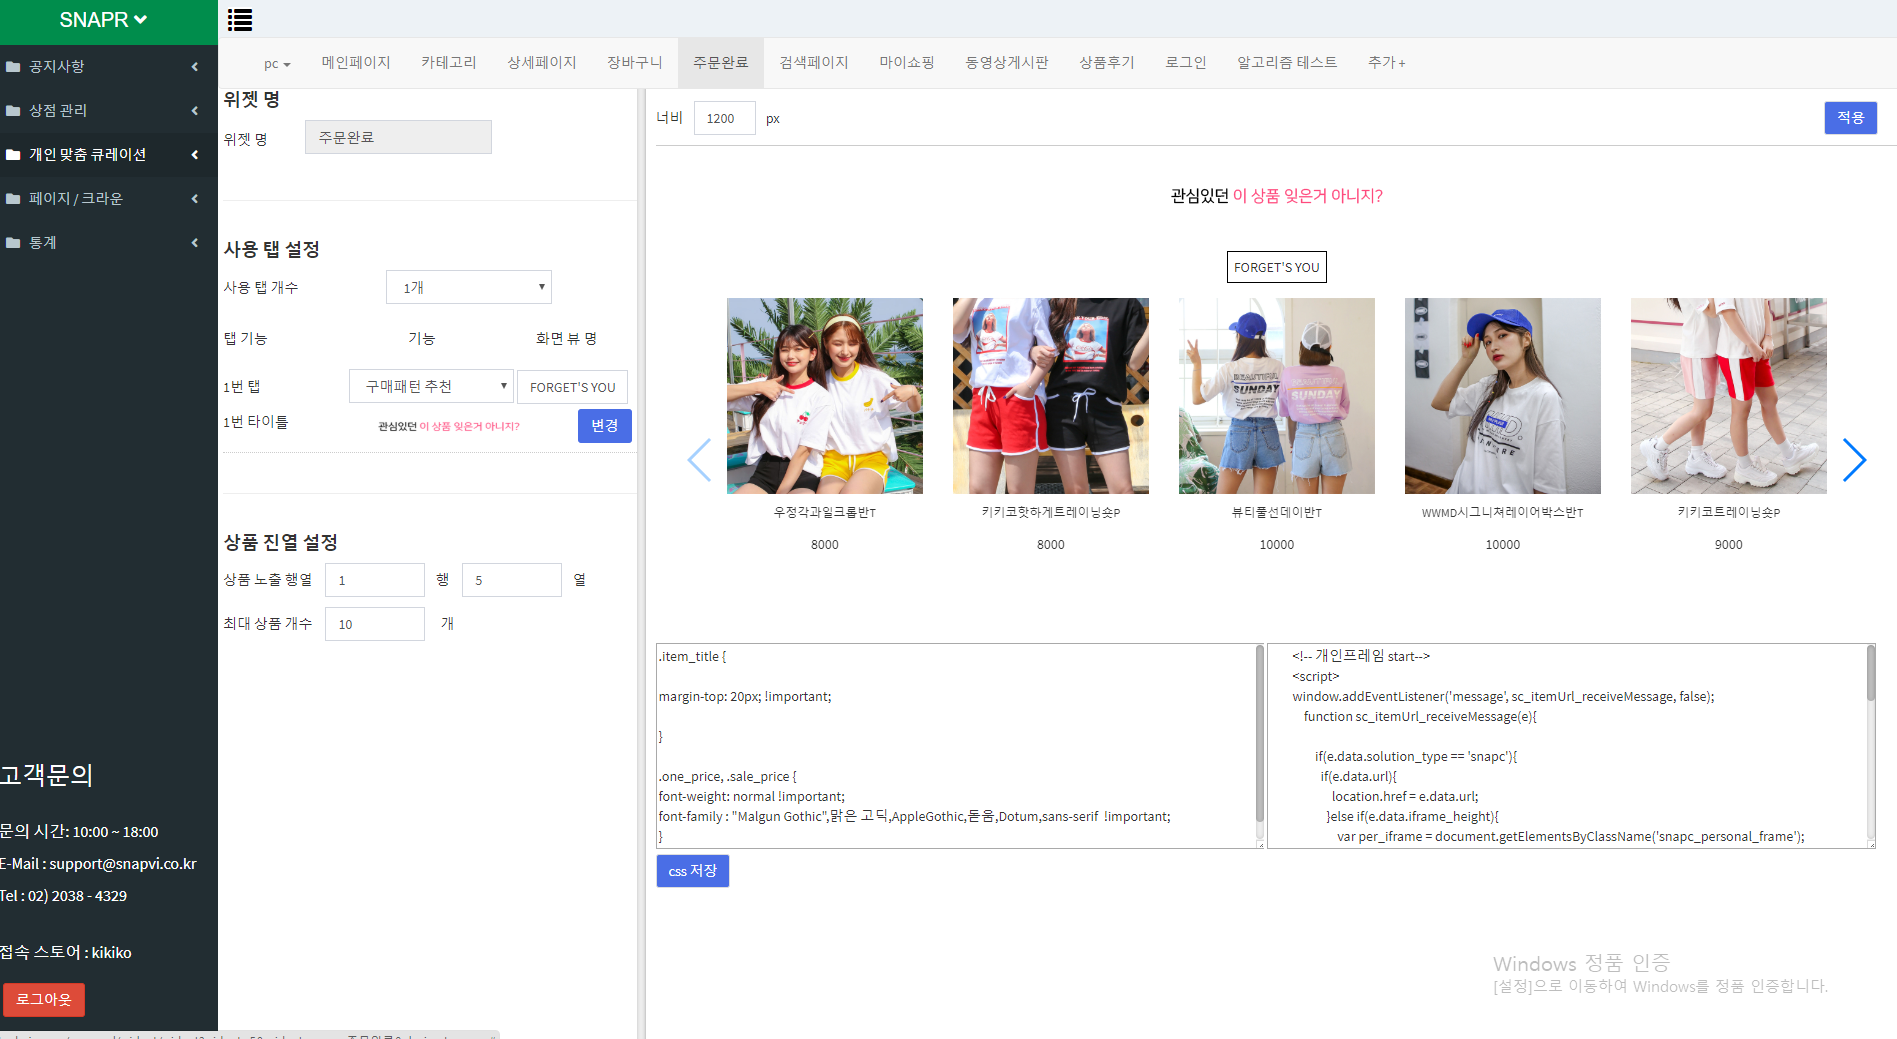 SNAPR
공지사항
상점 관리
개인 맞춤 큐레이션
페이지 / 크라운
통계
고객문의
문의 시간: 10:00 ~ 18:00
E-Mail : support@snapvi.co.kr
Tel : 02) 2038 - 4329
접속 스토어 : kikiko
로그아웃
pc 메인페이지 카테고리 상세페이지 장바구니 주문완료 검색페이지 마이쇼핑 동영상게시판 상품후기 로그인 알고리즘 테스트 추가 +
위젯 명
위젯 명 주문완료
사용 탭 설정
사용 탭 개수 1개
탭 기능 기능 화면 뷰 명
1번 탭 구매패턴 추천 FORGET'S YOU
1번 타이틀 관심있던 이 상품 잊은거 아니지? 변경
상품 진열 설정
상품 노출 행열 1 행 5 열
최대 상품 개수 10 개
너비 1200 px 적용
관심있던 이 상품 잊은거 아니지?
FORGET'S YOU
BEAUTIFUL SUNDAY
SUNDAY
우정각과일크롭반T 키키코핫하게트레이닝숏P 뷰티풀선데이반T WWMD시그니쳐레이어박스반T 키키코트레이닝숏P
8000 8000 10000 10000 9000
.item_title {
margin-top: 20px; !important;
}
.one_price, .sale_price {
font-weight: normal !important;
font-family : "Malgun Gothic",맑은 고딕,AppleGothic,돋움,Dotum,sans-serif !important;
}
<!-- 개인프레임 start-->
<script>
window.addEventListener('message', sc_itemUrl_receiveMessage, false);
function sc_itemUrl_receiveMessage(e){
if(e.data.solution_type == 'snapc'){
if(e.data.url){
location.href = e.data.url;
}else if(e.data.iframe_height){
var per_iframe = document.getElementsByClassName('snapc_personal_frame');
css 저장
Windows 정품 인증
[설정]으로 이동하여 Windows를 정품 인증합니다.